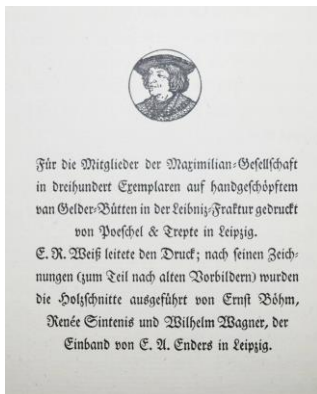 Für die Mitglieder der Maximilian-Gesellschaft
in dreihundert Exemplaren auf handgeschöpftem
van Gelder-Bütten in der Leibniz-Fraktur gedruckt
von Poeschel & Trepte in Leipzig.
E. R. Weiß leitete den Druck; nach seinen Zeich-
nungen (zum Teil nach alten Vorbildern) wurden
die Holzschnitte ausgeführt von Ernst Böhm,
Renée Sintenis und Wilhelm Wagner, der
Einband von E. A. Enders in Leipzig.